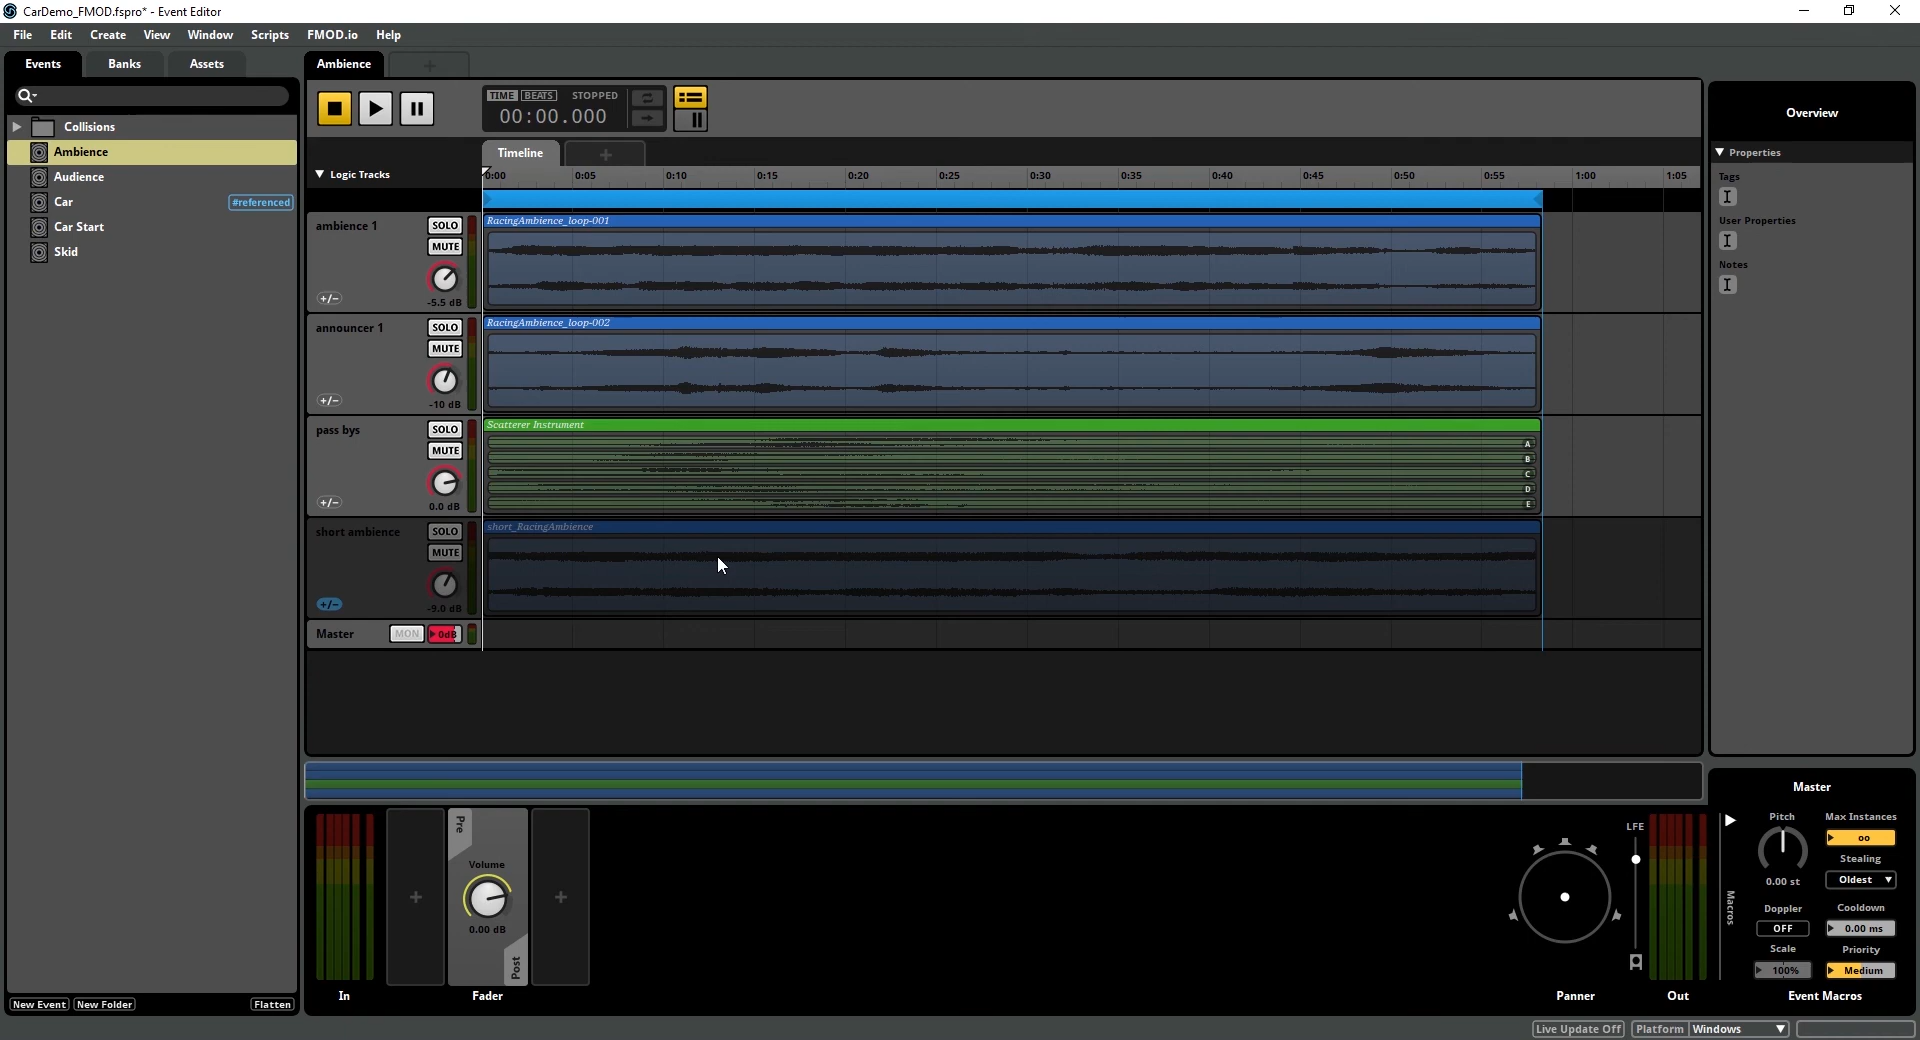 CarDemo_FMOD.fspro* - Event Editor
File Edit Create View Window Scripts FMOD.io Help
Events Banks Assets
Collisions
Ambience
Audience
Car #referenced
Car Start
Skid
New Event New Folder Flatten
Ambience +
TIME BEATS STOPPED
00:00.000
Timeline +
Logic Tracks
0:00 0:05 0:10 0:15 0:20 0:25 0:30 0:35 0:40 0:45 0:50 0:55 1:00 1:05
ambience 1 SOLO
MUTE
+/- -5.5 dB
RacingAmbience_loop-001
announcer 1 SOLO
MUTE
+/- -10 dB
RacingAmbience_loop-002
pass bys SOLO
MUTE
+/- 0.0 dB
Scatterer Instrument
A
B
C
D
E
short ambience SOLO
MUTE
+/- -9.0 dB
short_RacingAmbience
Master MON 0dB
In
+
Pre
Volume
0.00 dB
Post
Fader
+
LFE
Panner
Out
Overview
Properties
Tags
User Properties
Notes
Master
Macros
Pitch Max Instances
oo
Stealing
0.00 st Oldest
Doppler Cooldown
OFF 0.00 ms
Scale Priority
100% Medium
Event Macros
Live Update Off Platform Windows